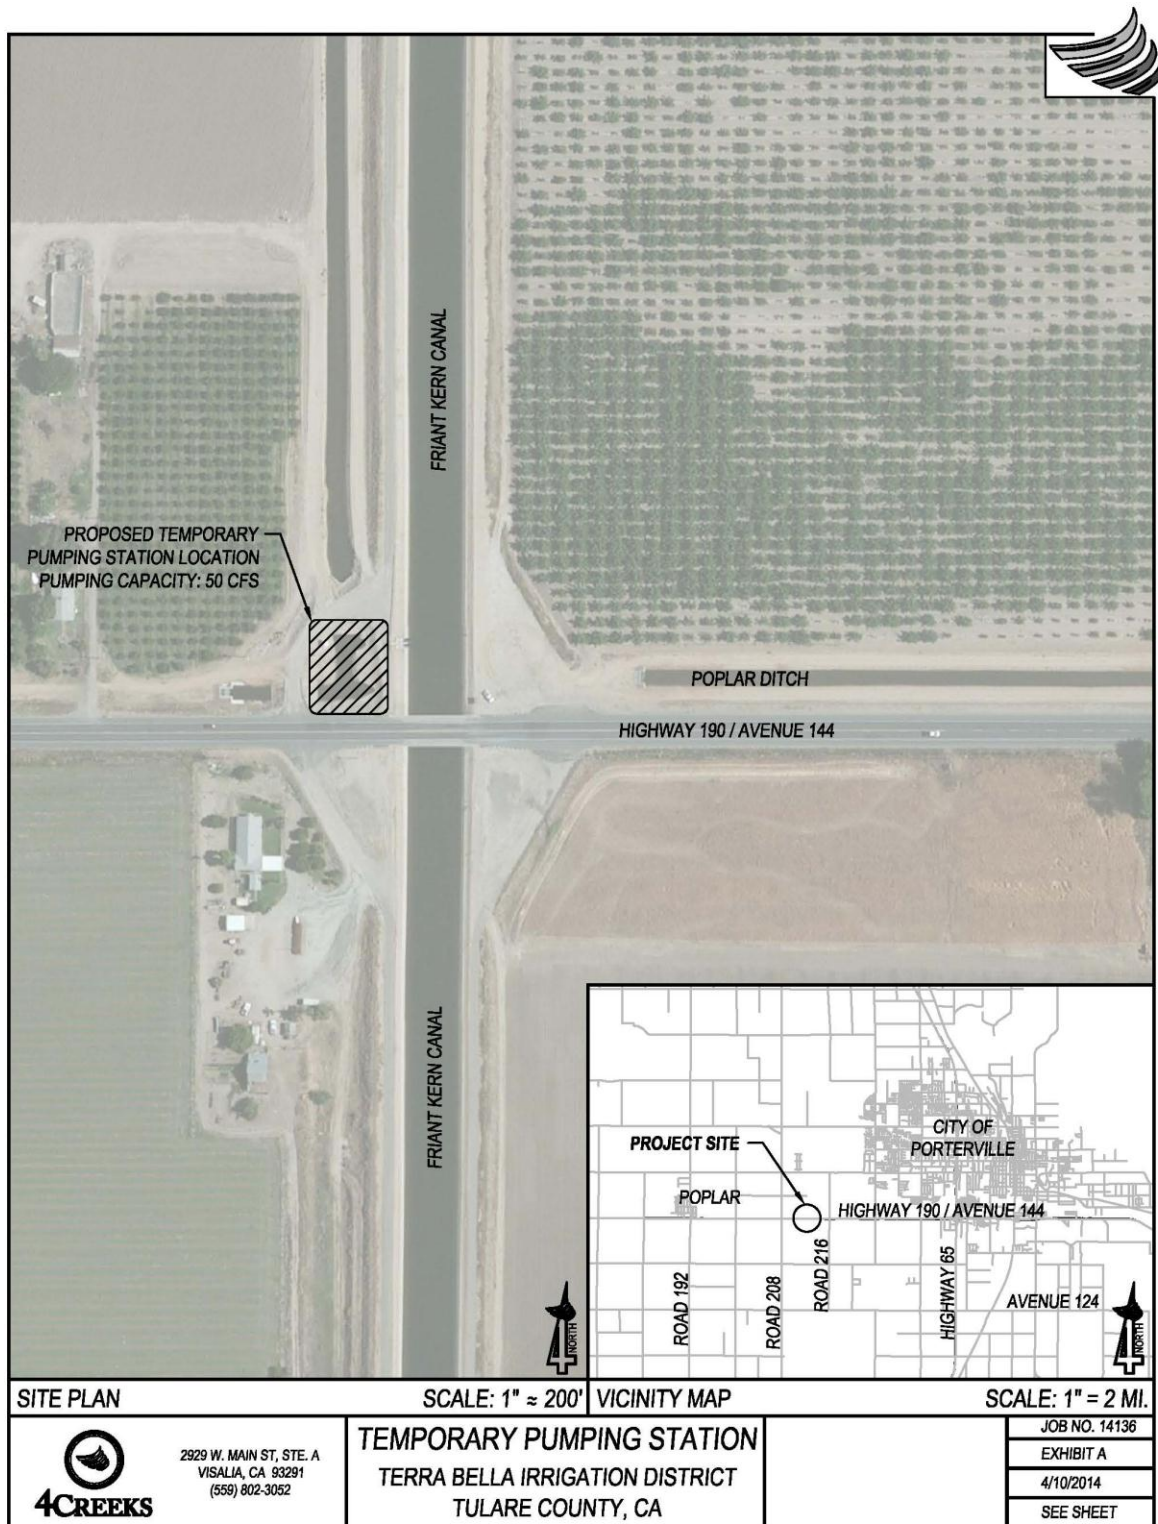 FRIANT KERN CANAL
PROPOSED TEMPORARY
PUMPING STATION LOCATION
PUMPING CAPACITY: 50 CFS
POPLAR DITCH
HIGHWAY 190 / AVENUE 144
FRIANT KERN CANAL
NORTH
CITY OF
PORTERVILLE
PROJECT SITE
POPLAR
HIGHWAY 190 / AVENUE 144
ROAD 192
ROAD 208
ROAD 216
HIGHWAY 65
AVENUE 124
NORTH
SITE PLAN
SCALE: 1" ≈ 200'
VICINITY MAP
SCALE: 1" = 2 MI.
4CREEKS
2929 W. MAIN ST, STE. A
VISALIA, CA 93291
(559) 802-3052
TEMPORARY PUMPING STATION
TERRA BELLA IRRIGATION DISTRICT
TULARE COUNTY, CA
JOB NO. 14136
EXHIBIT A
4/10/2014
SEE SHEET